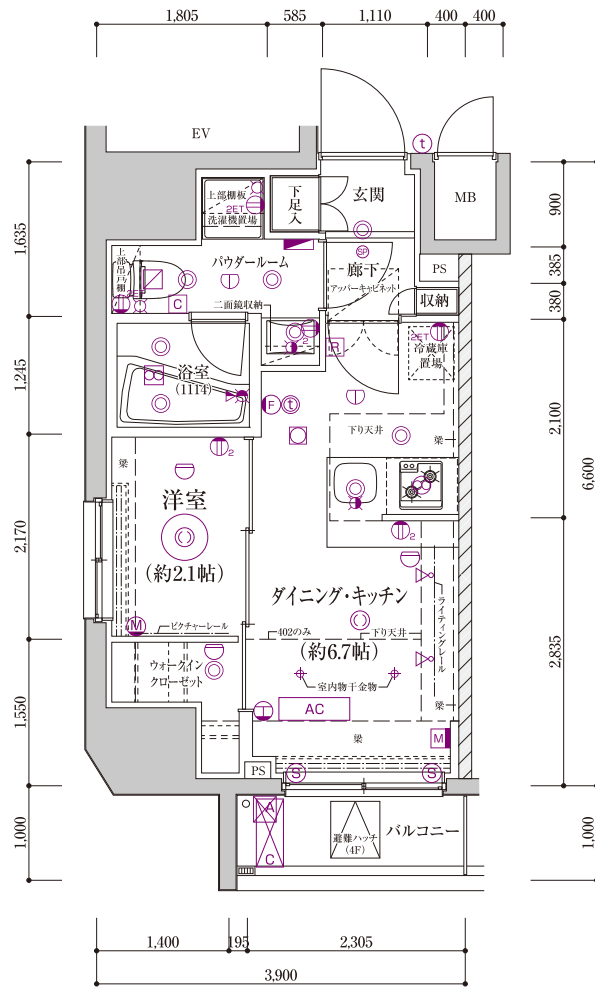 1,805
585
1,110
400
400
EV
t
MB
玄関
下足入
上部棚板
2ET
洗濯機置場
900
385
380
2,100
6,600
2,835
1,000
1,635
1,245
2,170
1,550
1,000
SP
廊下
アッパーキャビネット
PS
収納
パウダールーム
上部吊戸棚
2E
C
二面鏡収納
2
R
2ET
冷蔵庫置場
浴室
(1114)
F
t
下り天井
梁
梁
2
洋室
(約2.1帖)
2
ダイニング・キッチン
(約6.7帖)
402のみ
下り天井
ライティングレール
M
ピクチャーレール
ウォークイン
クローゼット
室内物干金物
AC
梁
梁
M
PS
S
S
A
C
避難ハッチ
(4F)
バルコニー
1,400
195
2,305
3,900